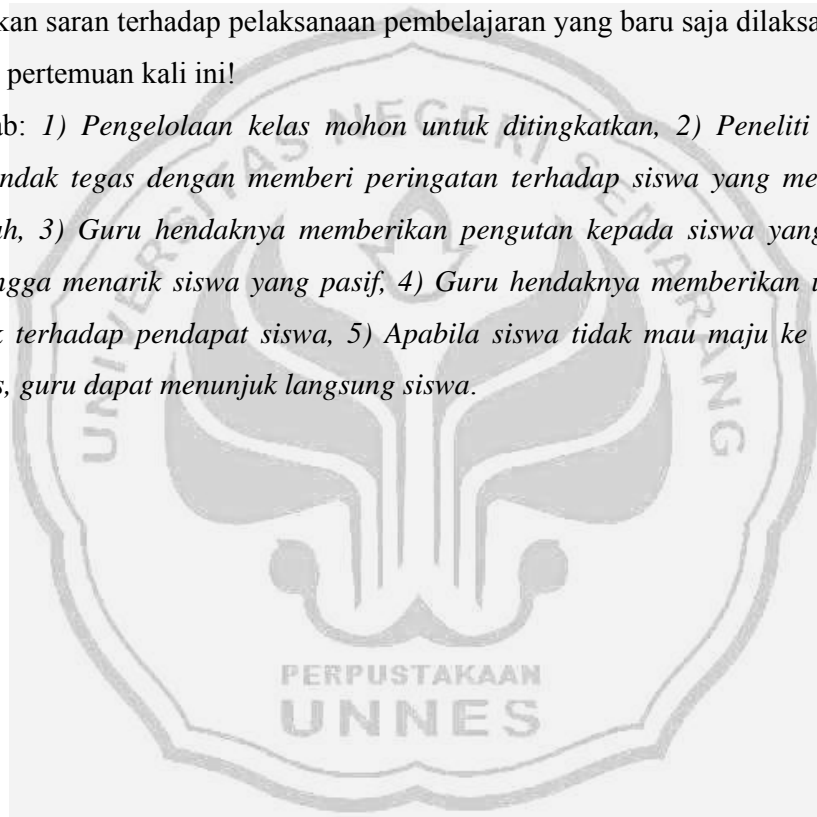 kan saran terhadap pelaksanaan pembelajaran yang baru saja dilaksa
pertemuan kali ini!
ab: 1) Pengelolaan kelas mohon untuk ditingkatkan, 2) Peneliti
ndak tegas dengan memberi peringatan terhadap siswa yang me
h, 3) Guru hendaknya memberikan pengutan kepada siswa yang
ngga menarik siswa yang pasif, 4) Guru hendaknya memberikan u
k terhadap pendapat siswa, 5) Apabila siswa tidak mau maju ke
s, guru dapat menunjuk langsung siswa.
UNIVERSITAS NEGERI SEMARANG
PERPUSTAKAAN
UNNES